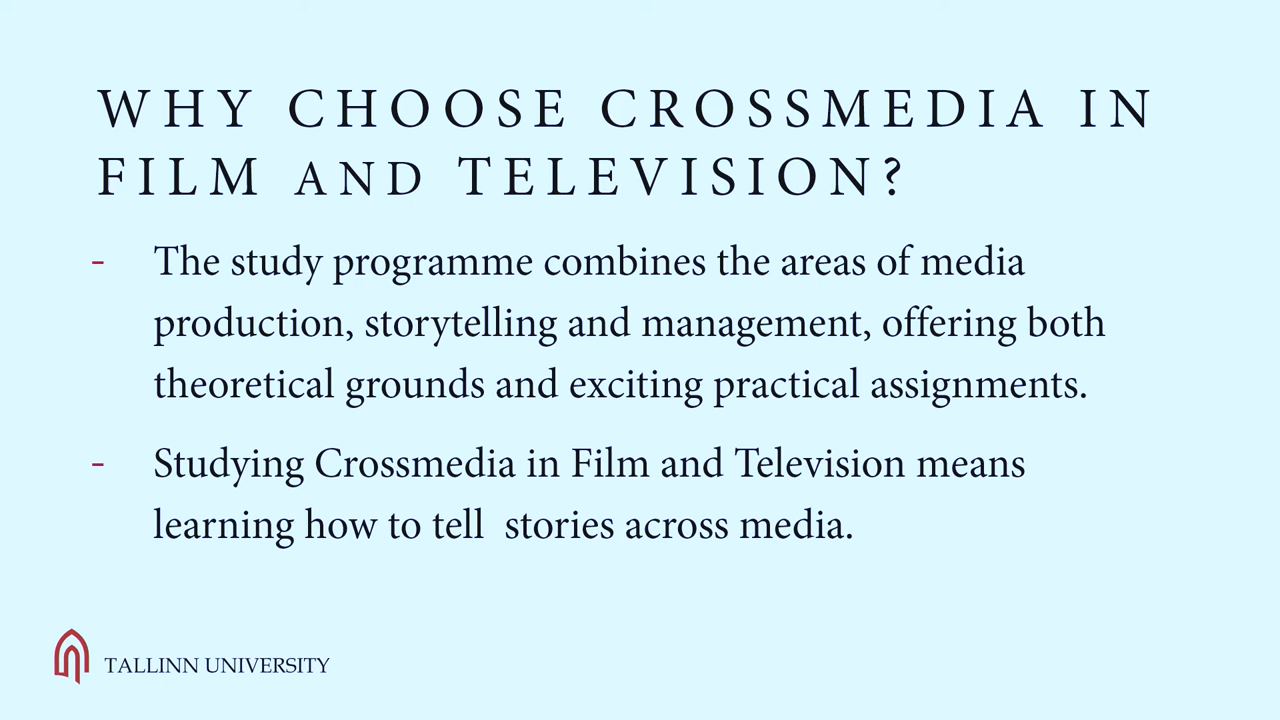 WHY CHOOSE CROSSMEDIA IN
FILM AND TELEVISION?
- The study programme combines the areas of media
production, storytelling and management, offering both
theoretical grounds and exciting practical assignments.
- Studying Crossmedia in Film and Television means
learning how to tell  stories across media.
TALLINN UNIVERSITY